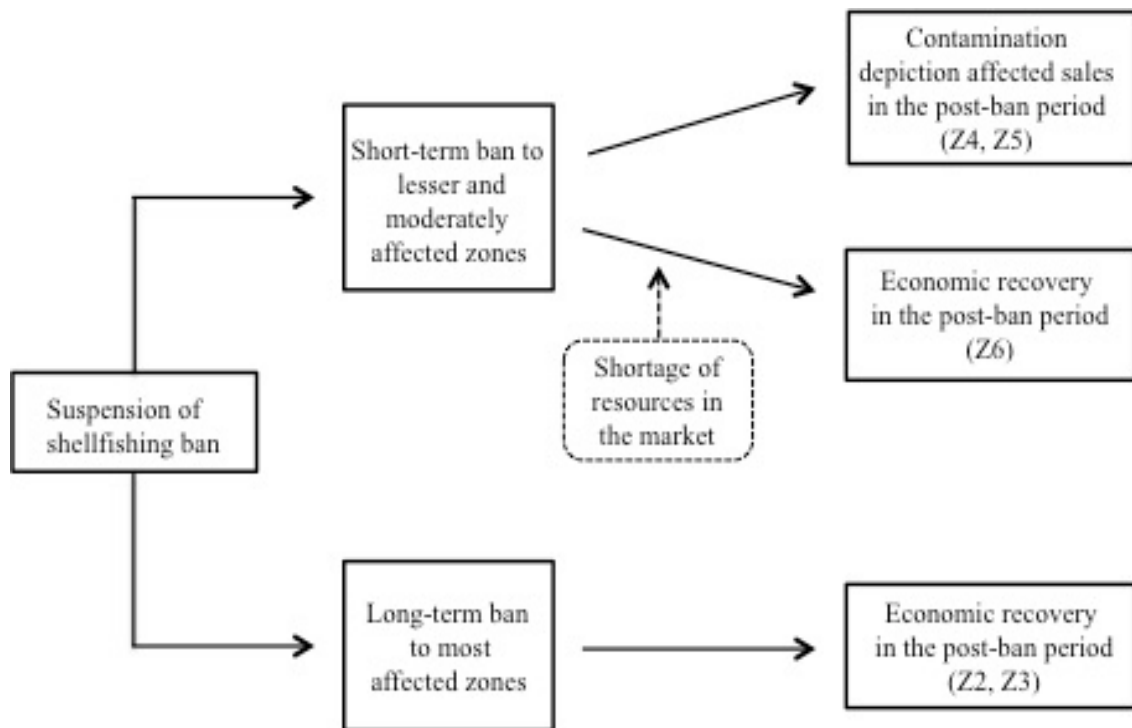 Contamination
depiction affected sales
in the post-ban period
(Z4, Z5)
Short-term ban to
lesser and
moderately
affected zones
Economic recovery
in the post-ban period
(Z6)
Shortage of
resources in
the market
Suspension of
shellfishing ban
Long-term ban
to most
affected zones
Economic recovery
in the post-ban period
(Z2, Z3)